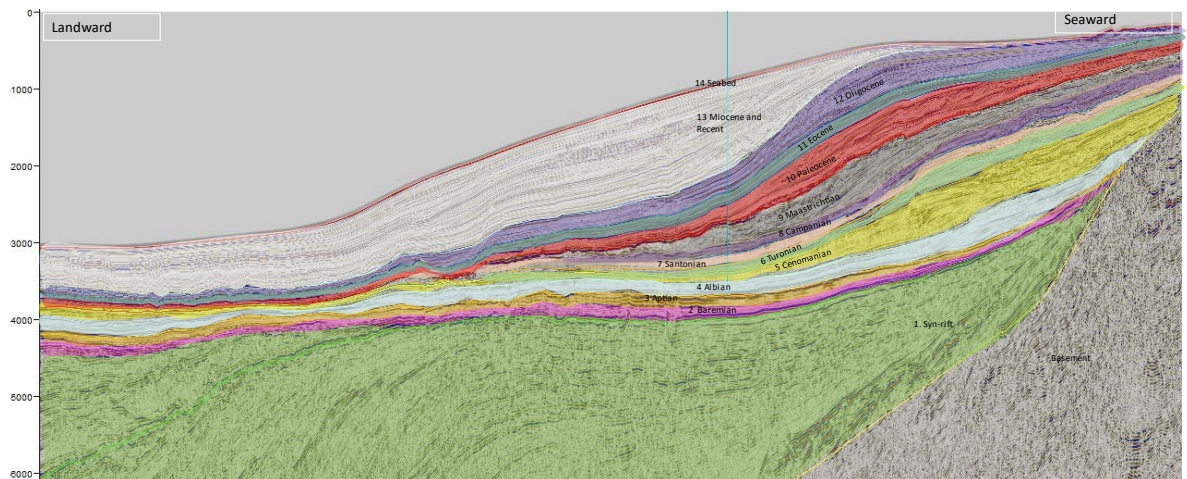 Landward
Seaward
0
1000
2000
3000
4000
5000
6000
14 Seabed
13 Miocene and
Recent
12 Oligocene
11 Eocene
10 Paleocene
9 Maastrichtian
8 Campanian
7 Santonian
6 Turonian
5 Cenomanian
4 Albian
3 Aptian
2 Baremian
1. Syn-rift
Basement